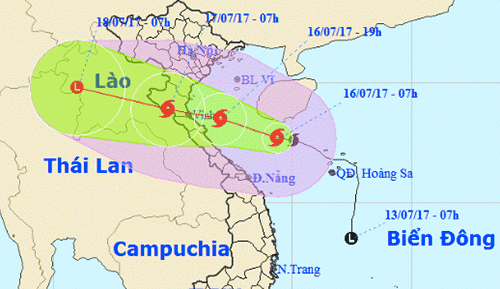 18/07/17 - 07h
17/07/17 - 07h
16/07/17 - 19h
Hà Nội
BL Vĩ
Lào
16/07/17 - 07h
L
Vinh
Thái Lan
Đ.Nẵng
QĐ. Hoàng Sa
13/07/17 - 07h
L
Biển Đông
Campuchia
N.Trang